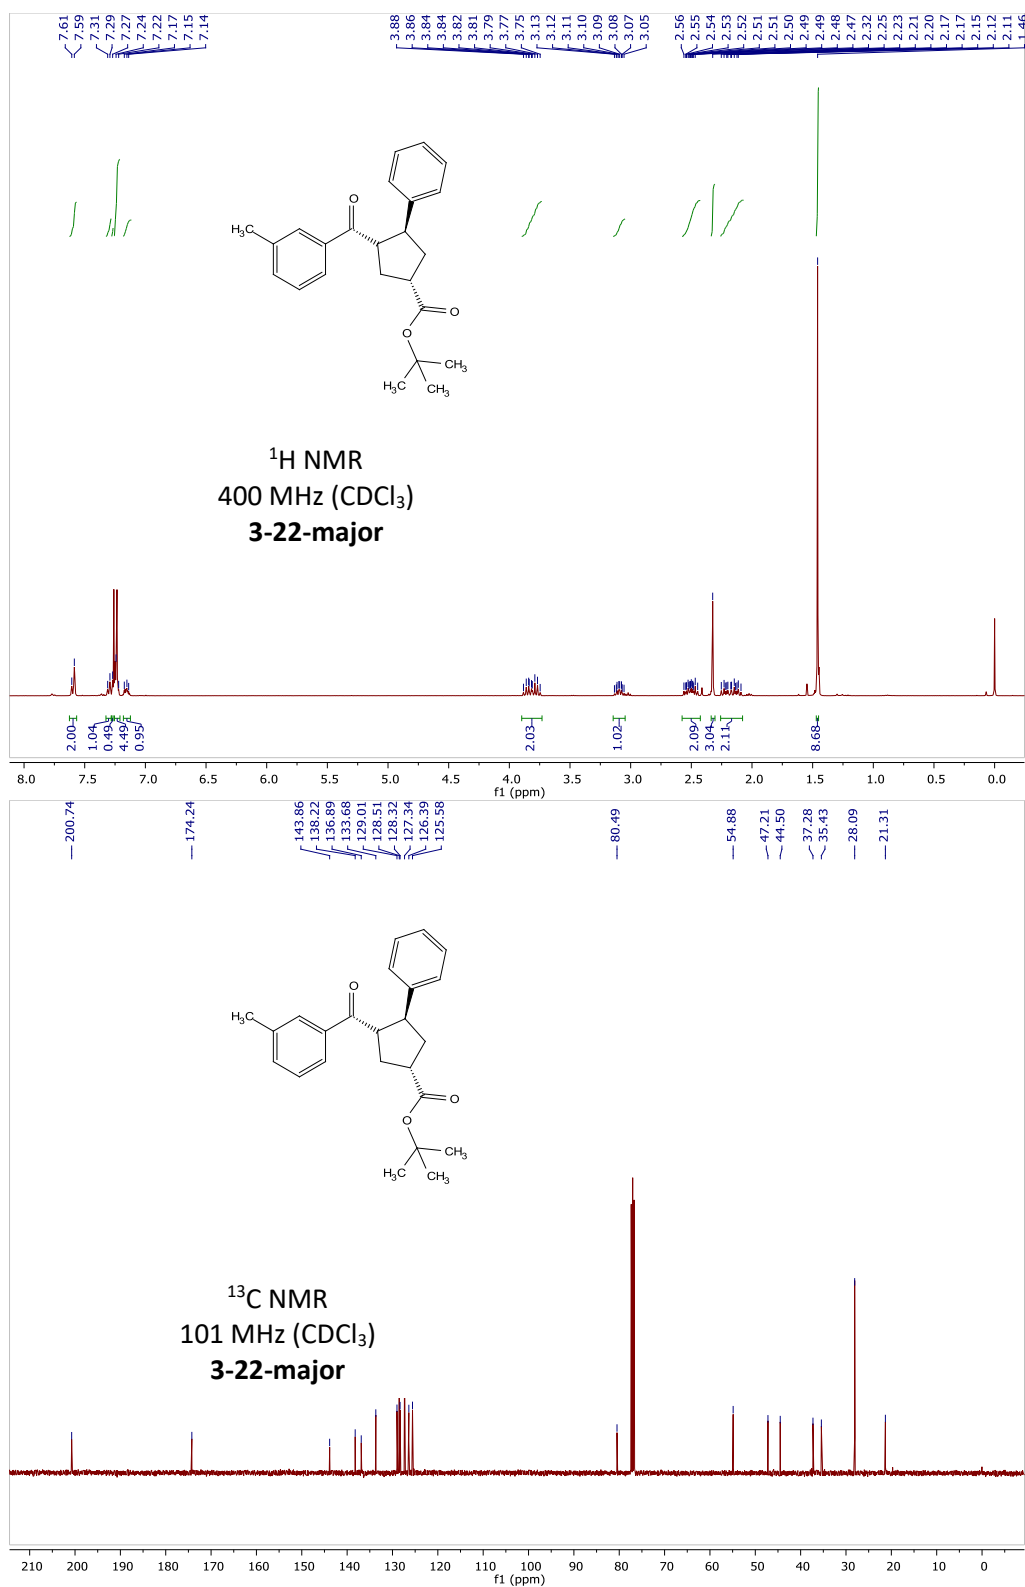 7.61 7.59 7.31 7.29 7.27 7.24 7.22 7.17 7.15 7.14 3.88 3.86 3.84 3.84 3.82 3.81 3.79 3.77 3.75 3.13 3.12 3.11 3.10 3.09 3.08 3.07 3.05 2.56 2.55 2.54 2.53 2.52 2.51 2.51 2.50 2.49 2.49 2.48 2.47 2.32 2.25 2.23 2.21 2.20 2.17 2.17 2.15 2.12 2.11 1.46
O
H₃C
O
O
CH₃
H₃C
CH₃
¹H NMR
400 MHz (CDCl₃)
3-22-major
2.00 1.04 0.49 4.49 0.95 2.03 1.02 2.09 3.04 2.11 8.68
8.0 7.5 7.0 6.5 6.0 5.5 5.0 4.5 4.0 3.5 3.0 2.5 2.0 1.5 1.0 0.5 0.0
f1 (ppm)
200.74 174.24 143.86 138.22 136.89 133.68 129.01 128.51 128.32 127.34 126.39 125.58 80.49 54.88 47.21 44.50 37.28 35.43 28.09 21.31
O
H₃C
O
O
CH₃
H₃C
CH₃
¹³C NMR
101 MHz (CDCl₃)
3-22-major
210 200 190 180 170 160 150 140 130 120 110 100 90 80 70 60 50 40 30 20 10 0
f1 (ppm)